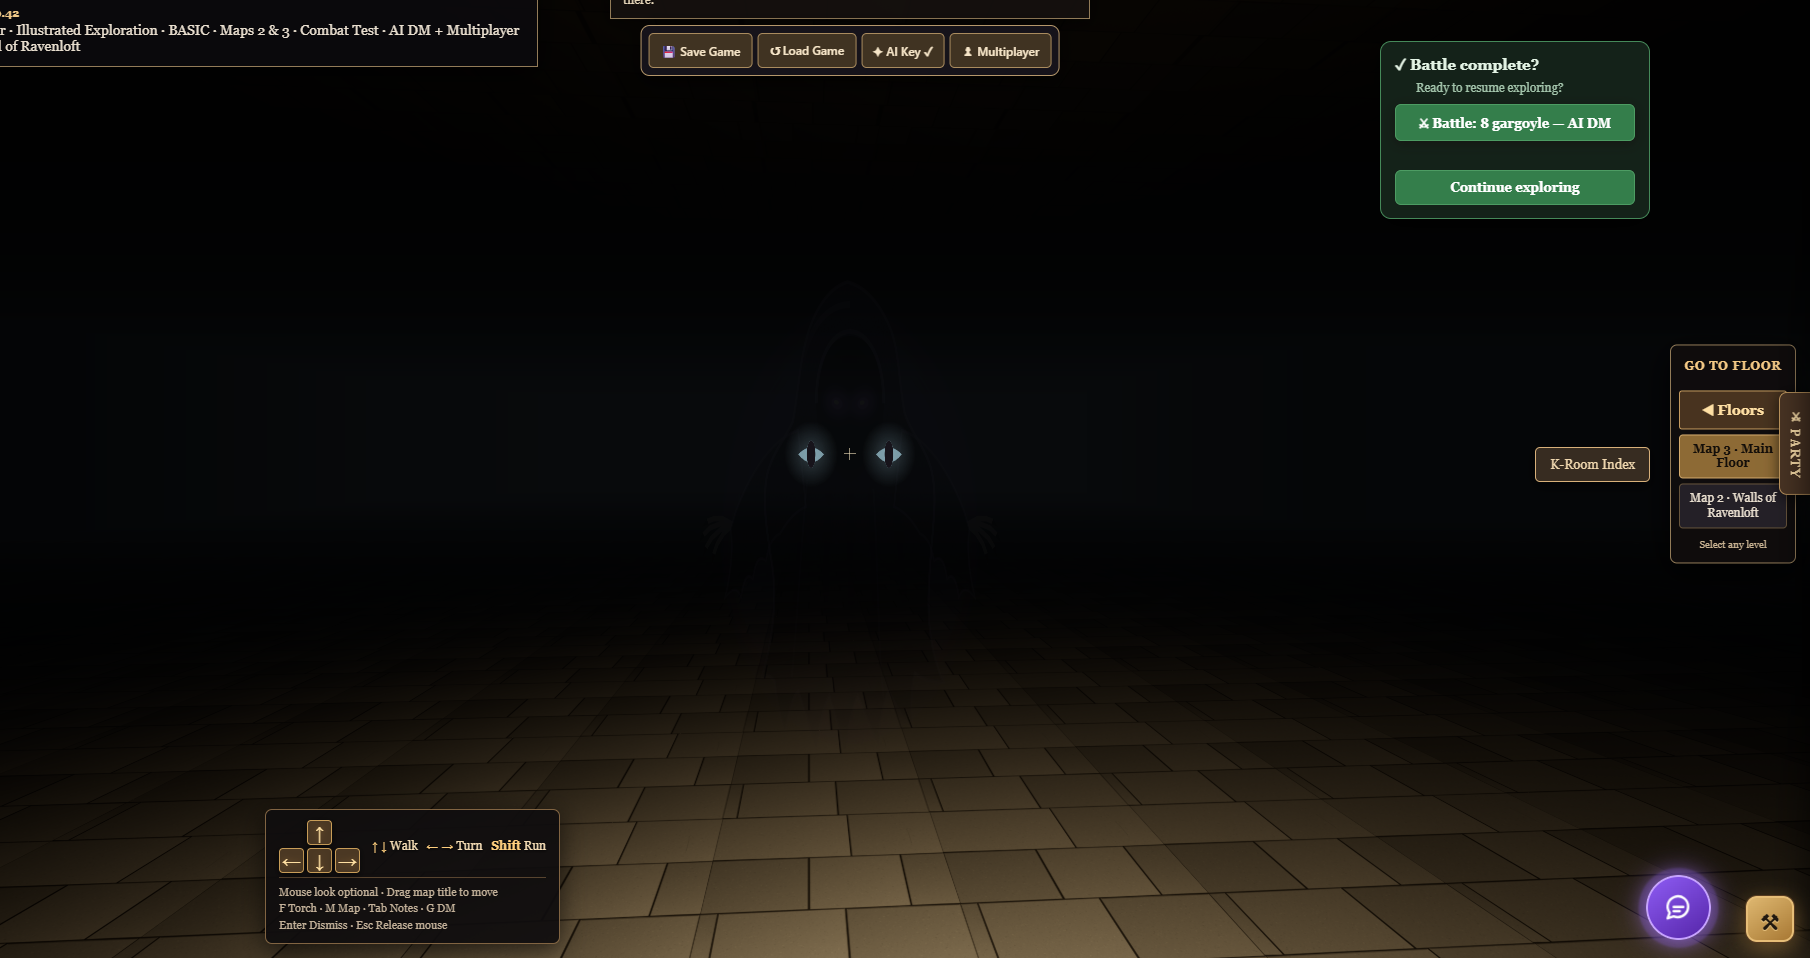 .42
r · Illustrated Exploration · BASIC · Maps 2 & 3 · Combat Test · AI DM + Multiplayer
l of Ravenloft
there.
Save Game
Load Game
AI Key ✓
Multiplayer
✓ Battle complete?
Ready to resume exploring?
Battle: 8 gargoyle — AI DM
Continue exploring
GO TO FLOOR
◀ Floors
Map 3 · Main
Floor
Map 2 · Walls of
Ravenloft
Select any level
PARTY
K-Room Index
↑
← ↓ →
↑↓ Walk ←→ Turn Shift Run
Mouse look optional · Drag map title to move
F Torch · M Map · Tab Notes · G DM
Enter Dismiss · Esc Release mouse